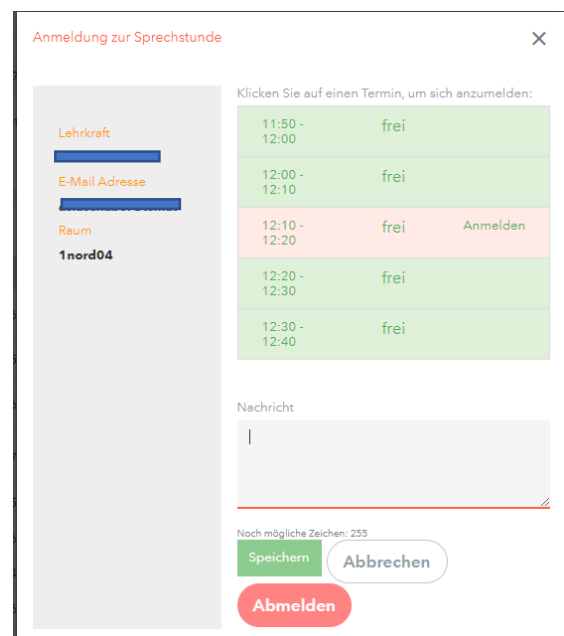 Anmeldung zur Sprechstunde
Lehrkraft
E-Mail Adresse
Raum
1nord04
Klicken Sie auf einen Termin, um sich anzumelden:
11:50 - frei
12:00
12:00 - frei
12:10
12:10 - frei Anmelden
12:20
12:20 - frei
12:30
12:30 - frei
12:40
Nachricht
Noch mögliche Zeichen: 255
Speichern Abbrechen
Abmelden